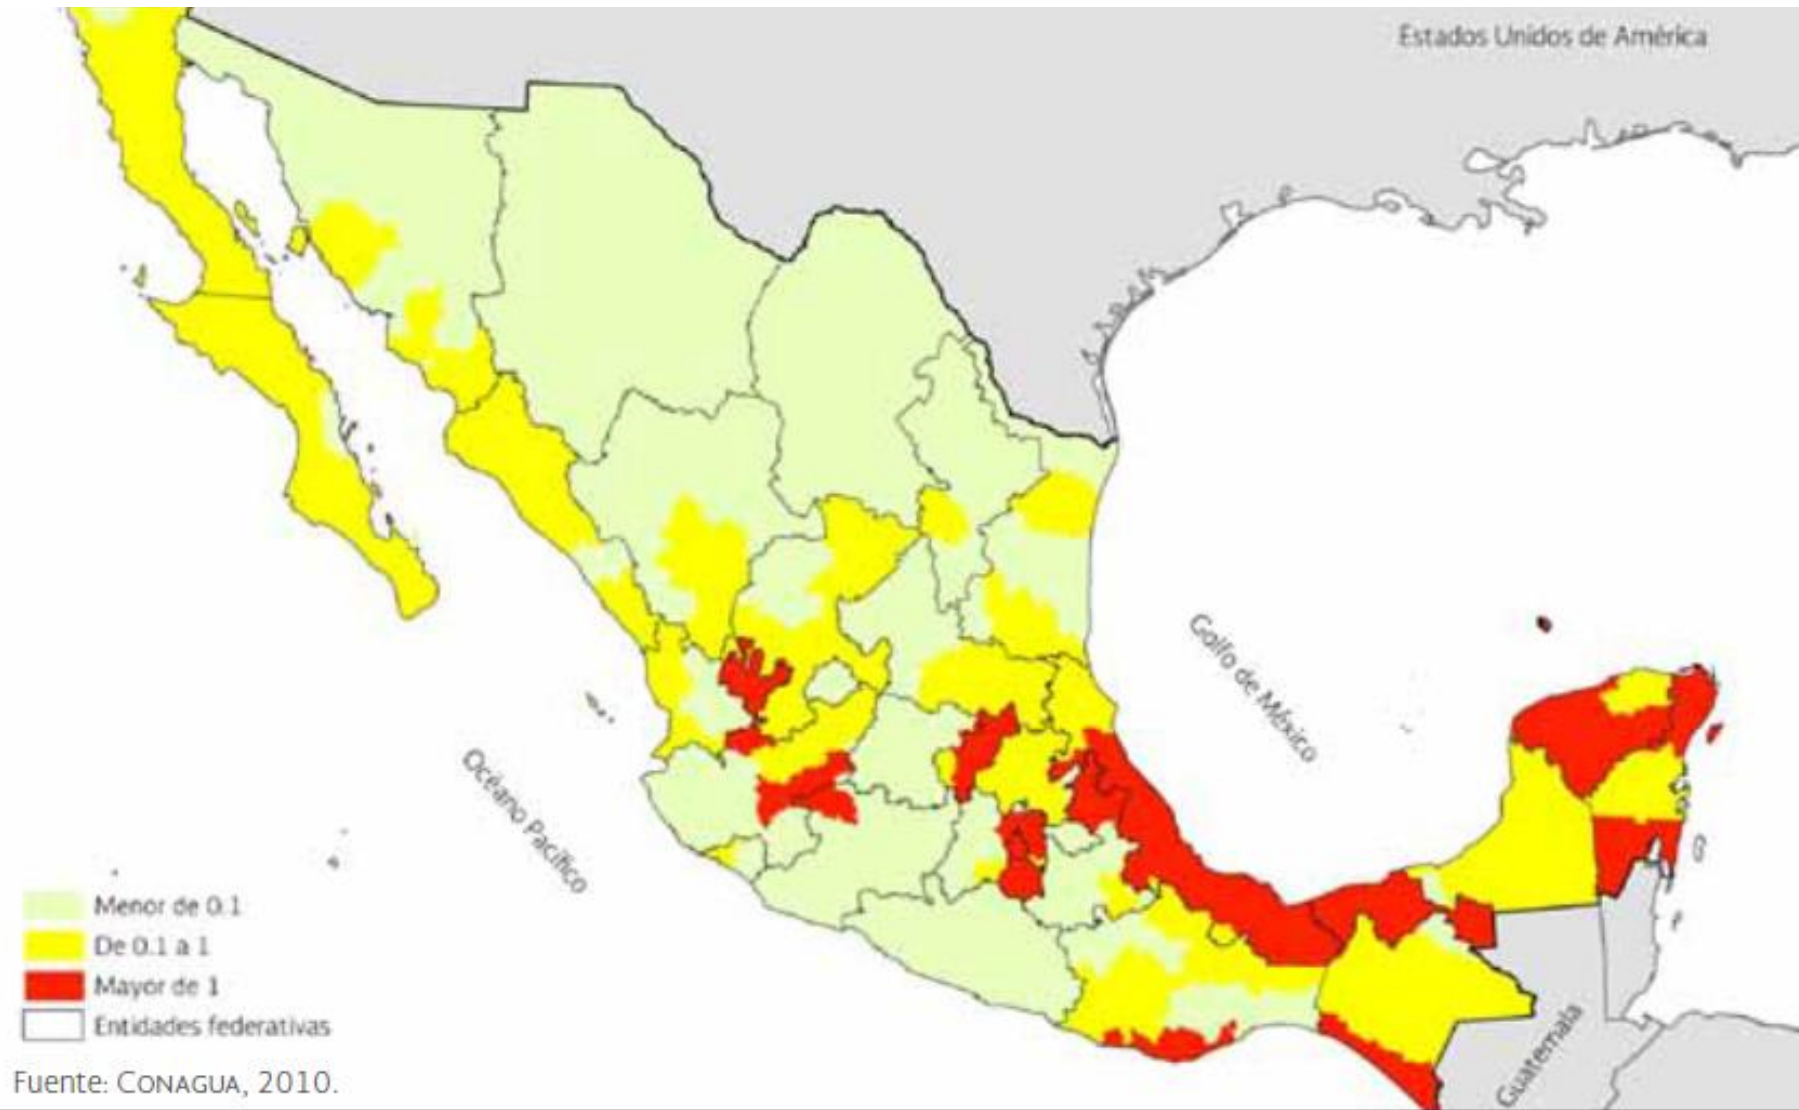 Estados Unidos de América
Golfo de México
Océano Pacífico
Menor de 0.1
De 0.1 a 1
Mayor de 1
Entidades federativas
Guatemala
Fuente: CONAGUA, 2010.